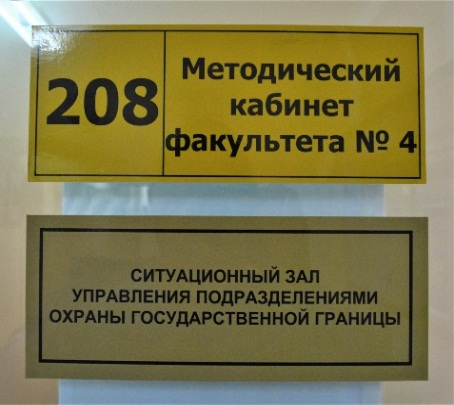 208
Методический
кабинет
факультета № 4
СИТУАЦИОННЫЙ ЗАЛ
УПРАВЛЕНИЯ ПОДРАЗДЕЛЕНИЯМИ
ОХРАНЫ ГОСУДАРСТВЕННОЙ ГРАНИЦЫ